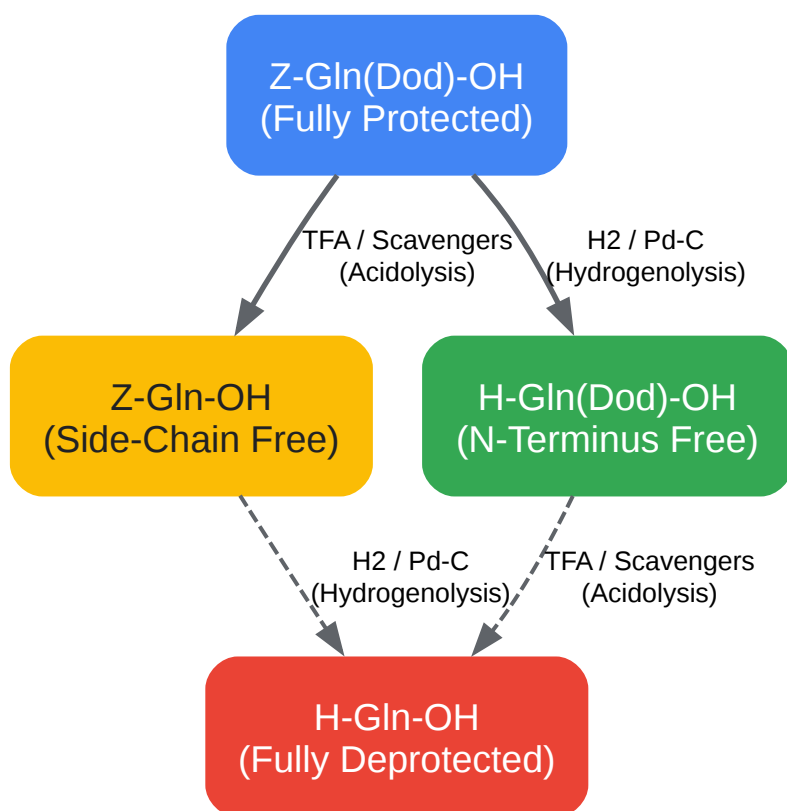 Z-Gln(Dod)-OH
(Fully Protected)
TFA / Scavengers
(Acidolysis)
H2 / Pd-C
(Hydrogenolysis)
Z-Gln-OH
(Side-Chain Free)
H-Gln(Dod)-OH
(N-Terminus Free)
H2 / Pd-C
(Hydrogenolysis)
TFA / Scavengers
(Acidolysis)
H-Gln-OH
(Fully Deprotected)